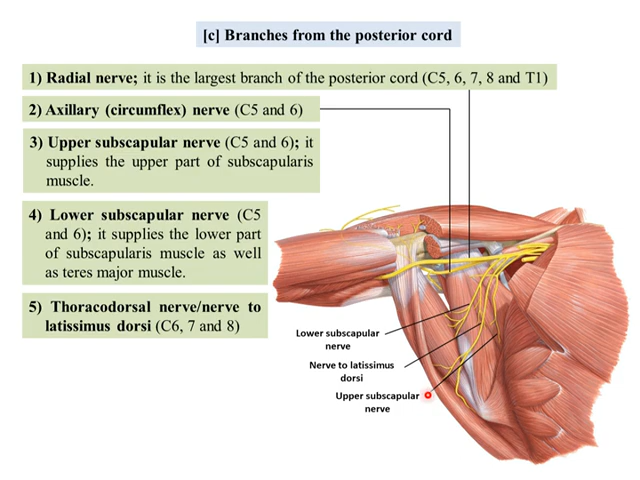 [c] Branches from the posterior cord
1) Radial nerve; it is the largest branch of the posterior cord (C5, 6, 7, 8 and T1)
2) Axillary (circumflex) nerve (C5 and 6)
3) Upper subscapular nerve (C5 and 6); it
supplies the upper part of subscapularis
muscle.
4) Lower subscapular nerve (C5
and 6); it supplies the lower part
of subscapularis muscle as well
as teres major muscle.
5) Thoracodorsal nerve/nerve to
latissimus dorsi (C6, 7 and 8)
Lower subscapular
nerve
Nerve to latissimus
dorsi
Upper subscapular
nerve